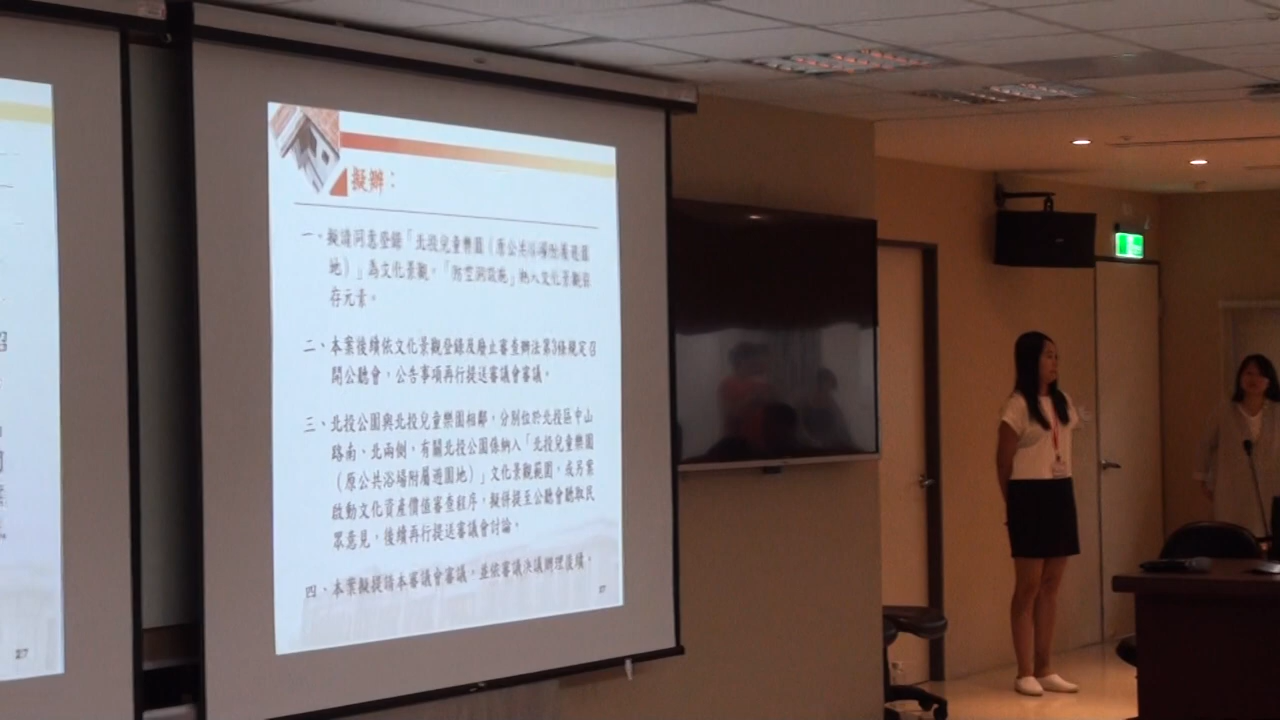 擬辦：
一、擬請同意登錄「北投兒童樂園（原公共浴場附屬遊園
地）」為文化景觀，「防空洞設施」納入文化景觀保
存元素。
二、本案後續依文化景觀登錄及廢止審查辦法第3條規定召
開公聽會，公告事項再行提送審議會審議。
三、北投公園與北投兒童樂園相鄰，分別位於北投區中山
路南、北兩側，有關北投公園係納入「北投兒童樂園
（原公共浴場附屬遊園地）」文化景觀範圍，或另案
啟動文化資產價值審查程序，擬併提至公聽會聽取民
眾意見，後續再行提送審議會討論。
四、本案擬提請本審議會審議，並依審議決議辦理後續。
27
27